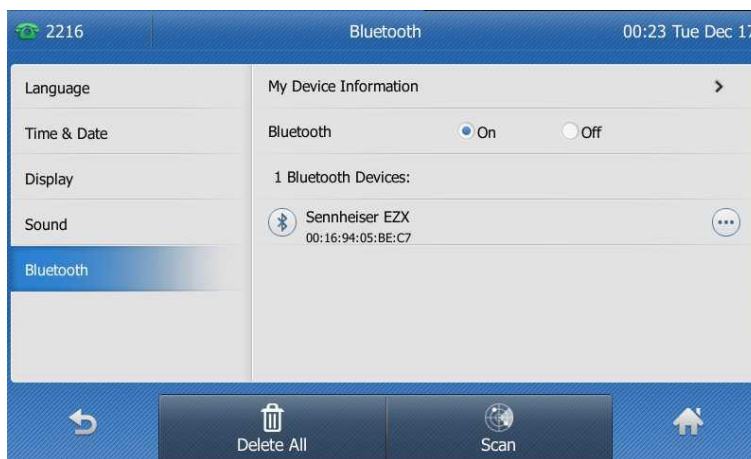 2216 Bluetooth 00:23 Tue Dec 17
Language
Time & Date
Display
Sound
Bluetooth
My Device Information
Bluetooth On Off
1 Bluetooth Devices:
Sennheiser EZX
00:16:94:05:BE:C7
Delete All
Scan